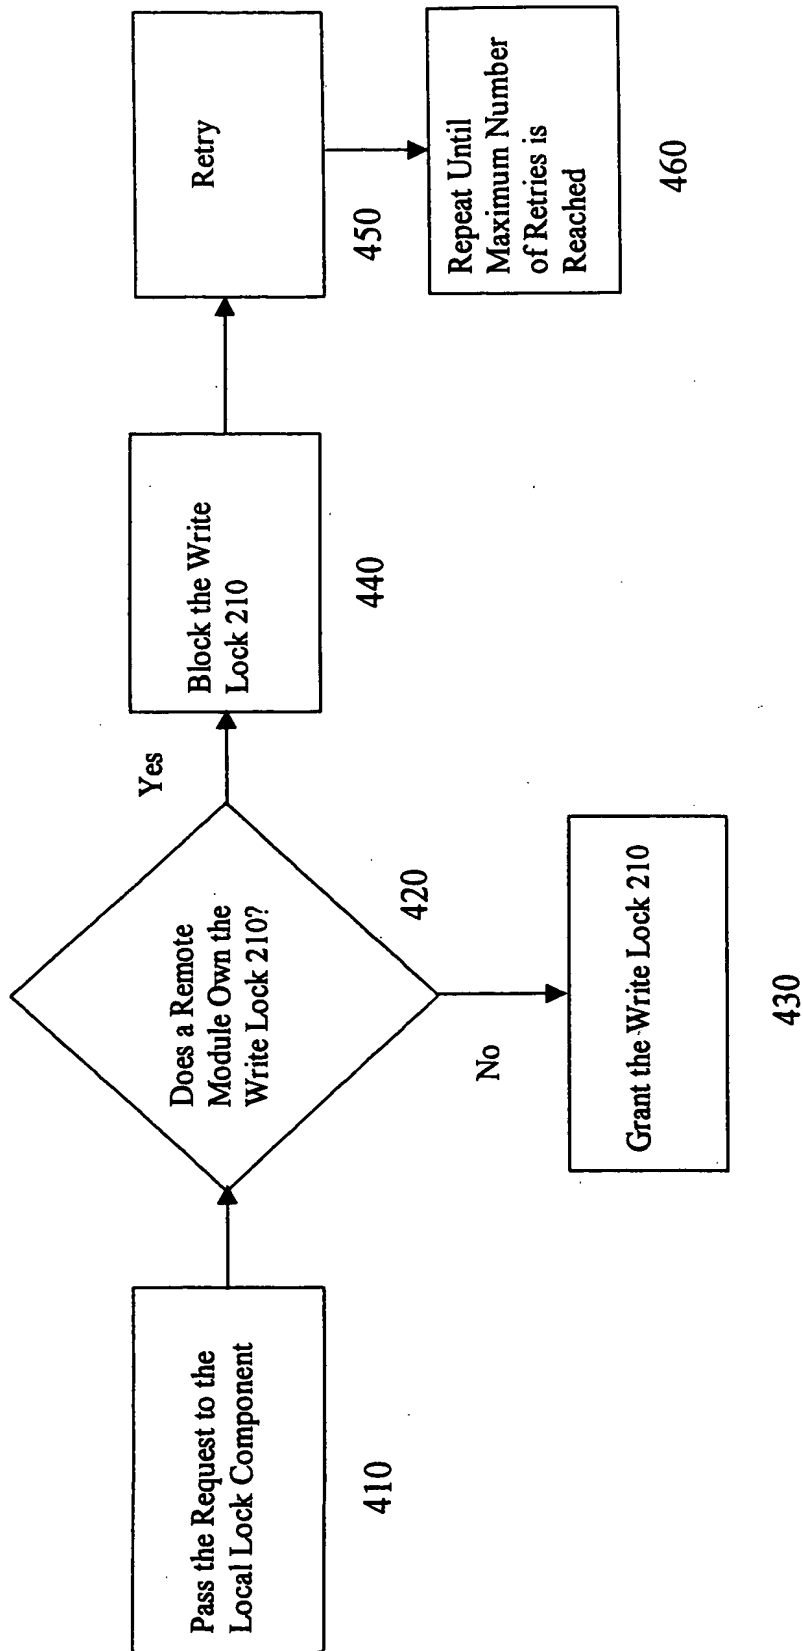 Pass the Request to the
Local Lock Component
410
Does a Remote
Module Own the
Write Lock 210?
420
Yes
No
Grant the Write Lock 210
430
Block the Write
Lock 210
440
Retry
450
Repeat Until
Maximum Number
of Retries is
Reached
460